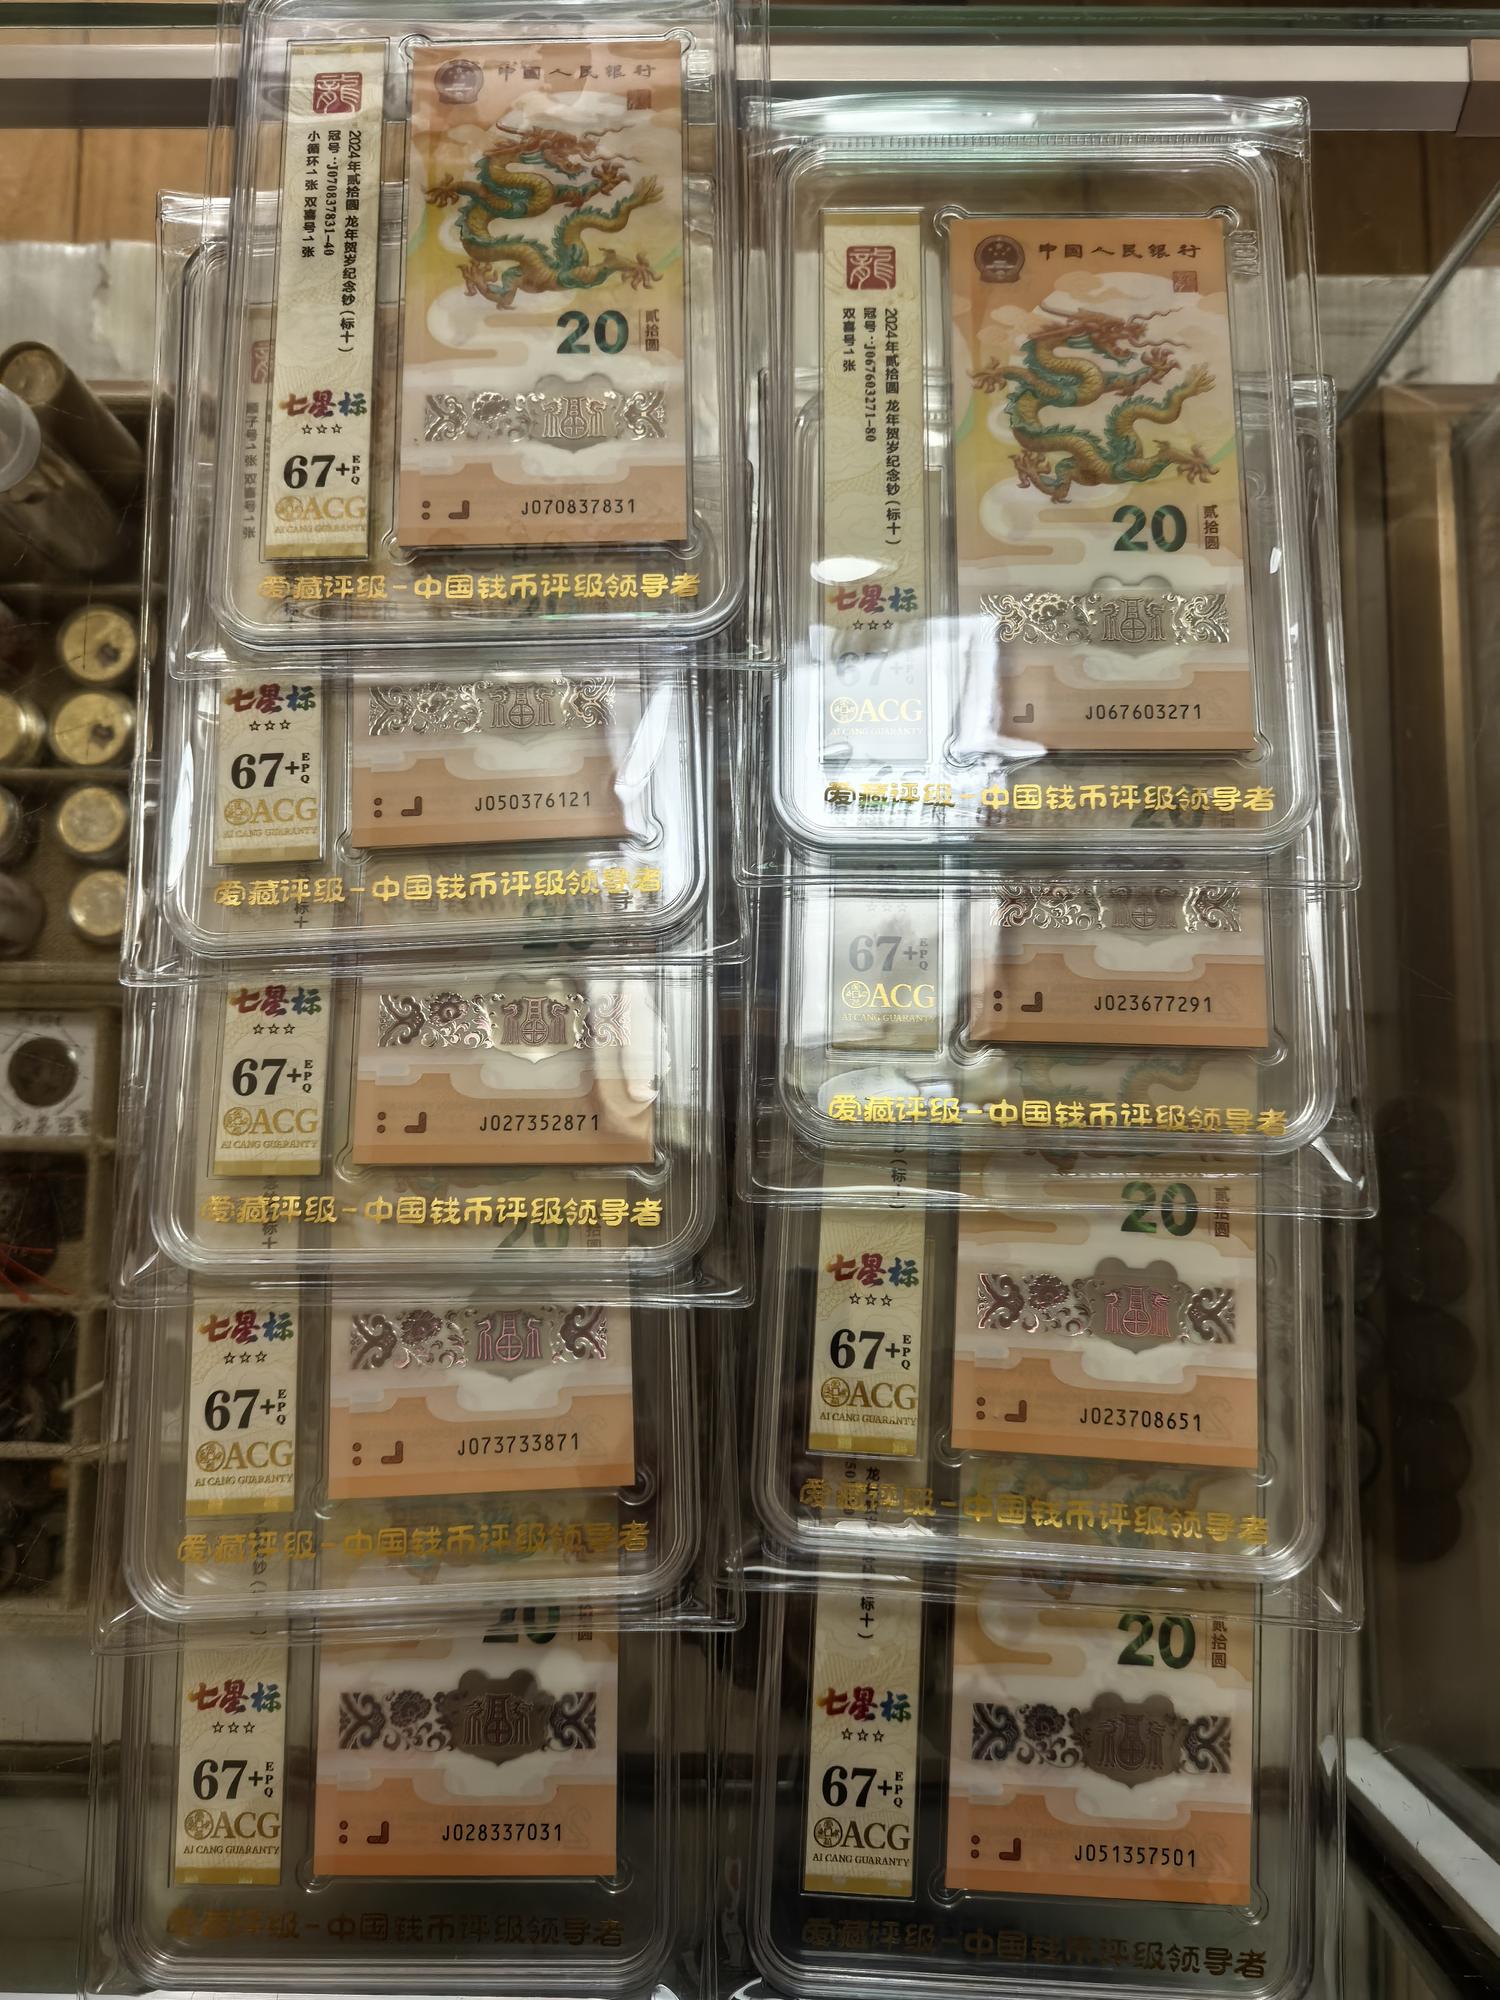 龍
2024年贰拾圆 龙年贺岁纪念钞（标十）
冠号：J070837831-40
小循环1张 双喜号1张
七星标
☆☆☆
67+ EPQ
ACG
AI CANG GUARANTY
中国人民银行
20
贰拾圆
J070837831
爱藏评级-中国钱币评级领导者
七星标
☆☆☆
67+ EPQ
ACG
AI CANG GUARANTY
J050376121
爱藏评级-中国钱币评级领导者
七星标
☆☆☆
67+ EPQ
ACG
AI CANG GUARANTY
J027352871
爱藏评级-中国钱币评级领导者
七星标
☆☆☆
67+ EPQ
ACG
AI CANG GUARANTY
J073733871
爱藏评级-中国钱币评级领导者
20
七星标
☆☆☆
67+ EPQ
ACG
AI CANG GUARANTY
J028337031
爱藏评级-中国钱币评级领导者
龍
2024年贰拾圆 龙年贺岁纪念钞（标十）
冠号：J067603271-80
双喜号1张
七星标
☆☆☆
67+ EPQ
ACG
AI CANG GUARANTY
中国人民银行
20
贰拾圆
J067603271
爱藏评级-中国钱币评级领导者
☆☆☆
67+ EPQ
ACG
AI CANG GUARANTY
J023677291
爱藏评级-中国钱币评级领导者
20
贰拾圆
七星标
☆☆☆
67+ EPQ
ACG
AI CANG GUARANTY
J023708651
爱藏评级-中国钱币评级领导者
20
贰拾圆
七星标
☆☆☆
67+ EPQ
ACG
AI CANG GUARANTY
J051357501
爱藏评级-中国钱币评级领导者